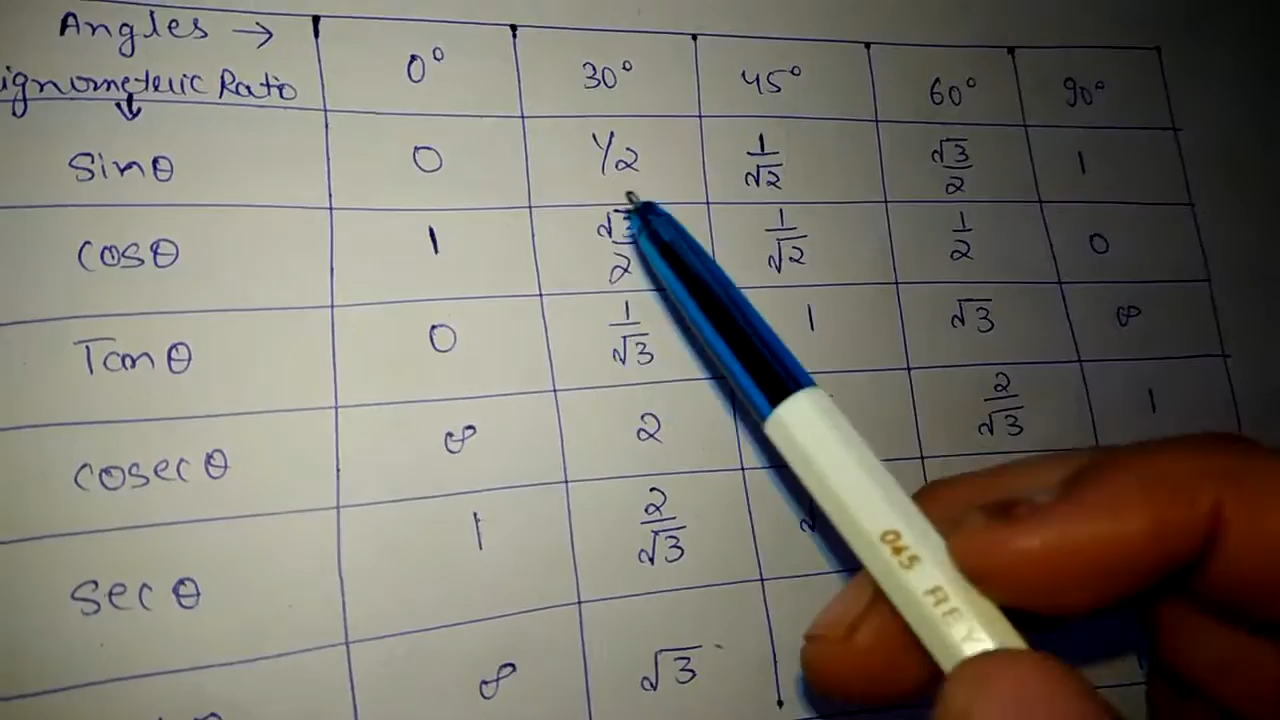 Angles →
ignometeric Ratio 0° 30° 45° 60° 90°
Sinθ 0 1/2 1/√2 √3/2 1
cosθ 1 √3/2 1/√2 1/2 0
Tanθ 0 1/√3 1 √3 ∞
cosecθ ∞ 2 2/√3 1
secθ 1 2/√3
∞ √3
045 REY